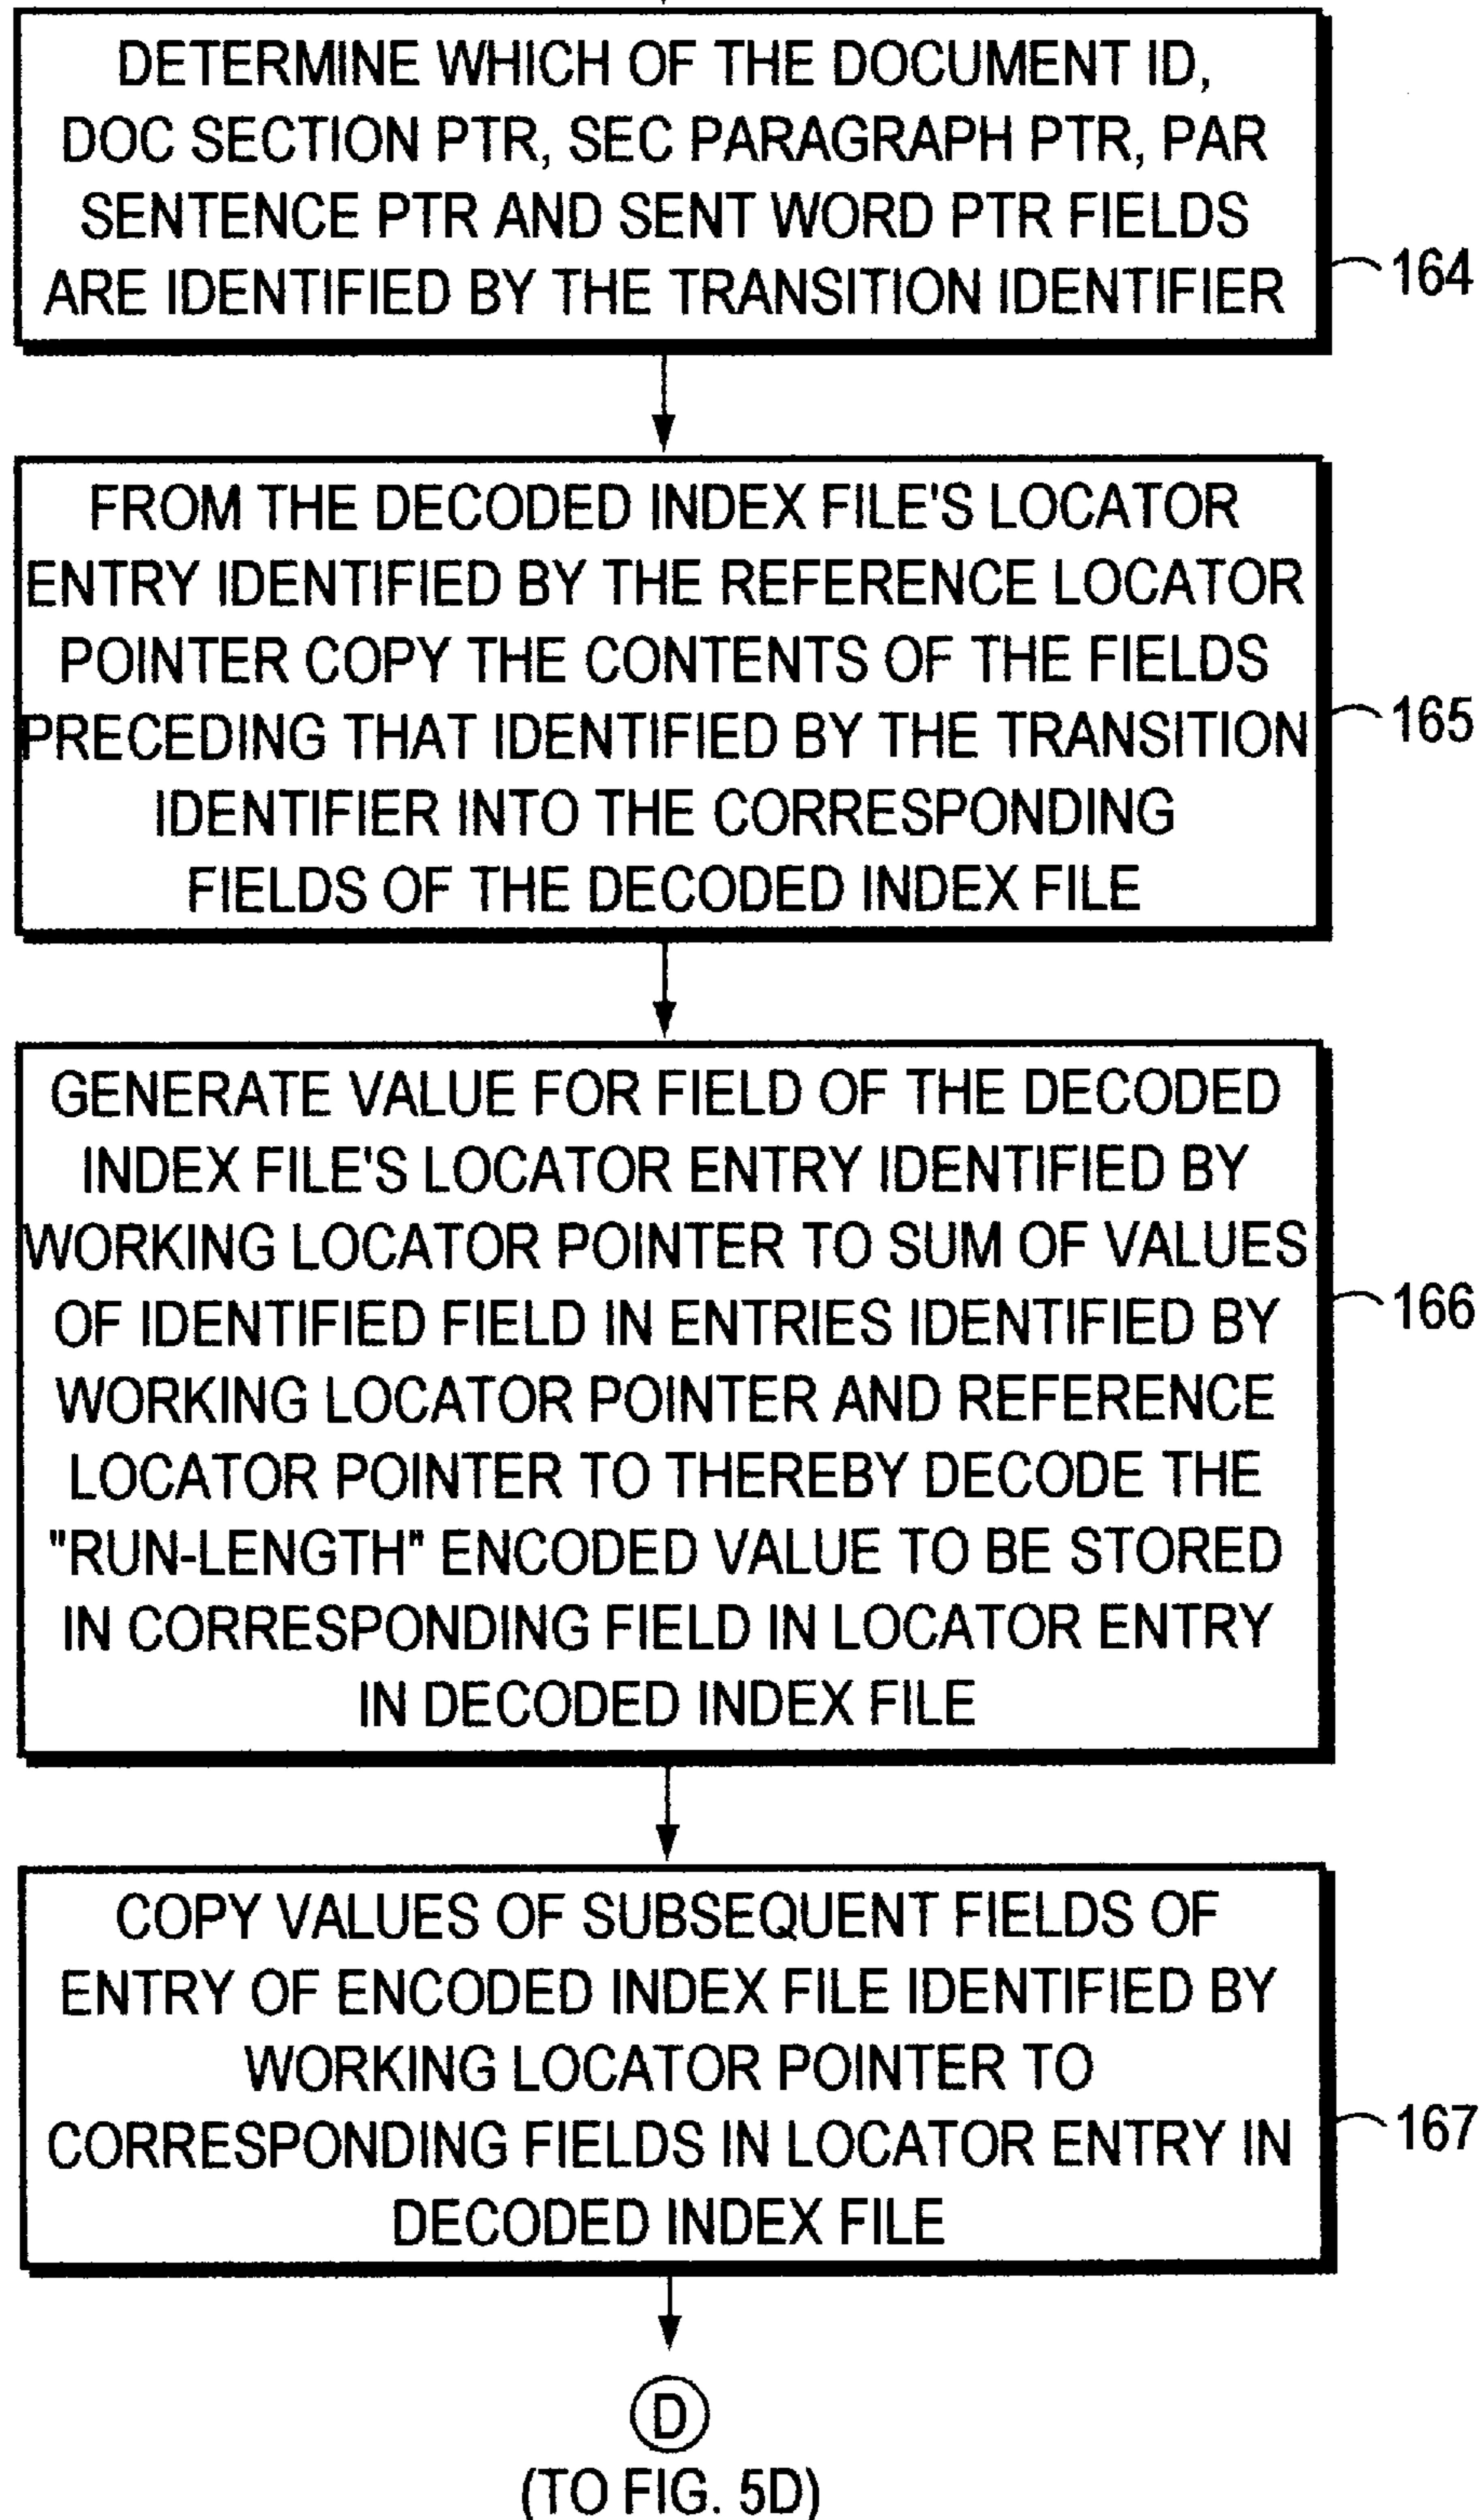 DETERMINE WHICH OF THE DOCUMENT ID,
DOC SECTION PTR, SEC PARAGRAPH PTR, PAR
SENTENCE PTR AND SENT WORD PTR FIELDS
ARE IDENTIFIED BY THE TRANSITION IDENTIFIER
164
FROM THE DECODED INDEX FILE'S LOCATOR
ENTRY IDENTIFIED BY THE REFERENCE LOCATOR
POINTER COPY THE CONTENTS OF THE FIELDS
PRECEDING THAT IDENTIFIED BY THE TRANSITION
IDENTIFIER INTO THE CORRESPONDING
FIELDS OF THE DECODED INDEX FILE
165
GENERATE VALUE FOR FIELD OF THE DECODED
INDEX FILE'S LOCATOR ENTRY IDENTIFIED BY
WORKING LOCATOR POINTER TO SUM OF VALUES
OF IDENTIFIED FIELD IN ENTRIES IDENTIFIED BY
WORKING LOCATOR POINTER AND REFERENCE
LOCATOR POINTER TO THEREBY DECODE THE
"RUN-LENGTH" ENCODED VALUE TO BE STORED
IN CORRESPONDING FIELD IN LOCATOR ENTRY
IN DECODED INDEX FILE
166
COPY VALUES OF SUBSEQUENT FIELDS OF
ENTRY OF ENCODED INDEX FILE IDENTIFIED BY
WORKING LOCATOR POINTER TO
CORRESPONDING FIELDS IN LOCATOR ENTRY IN
DECODED INDEX FILE
167
D
(TO FIG. 5D)